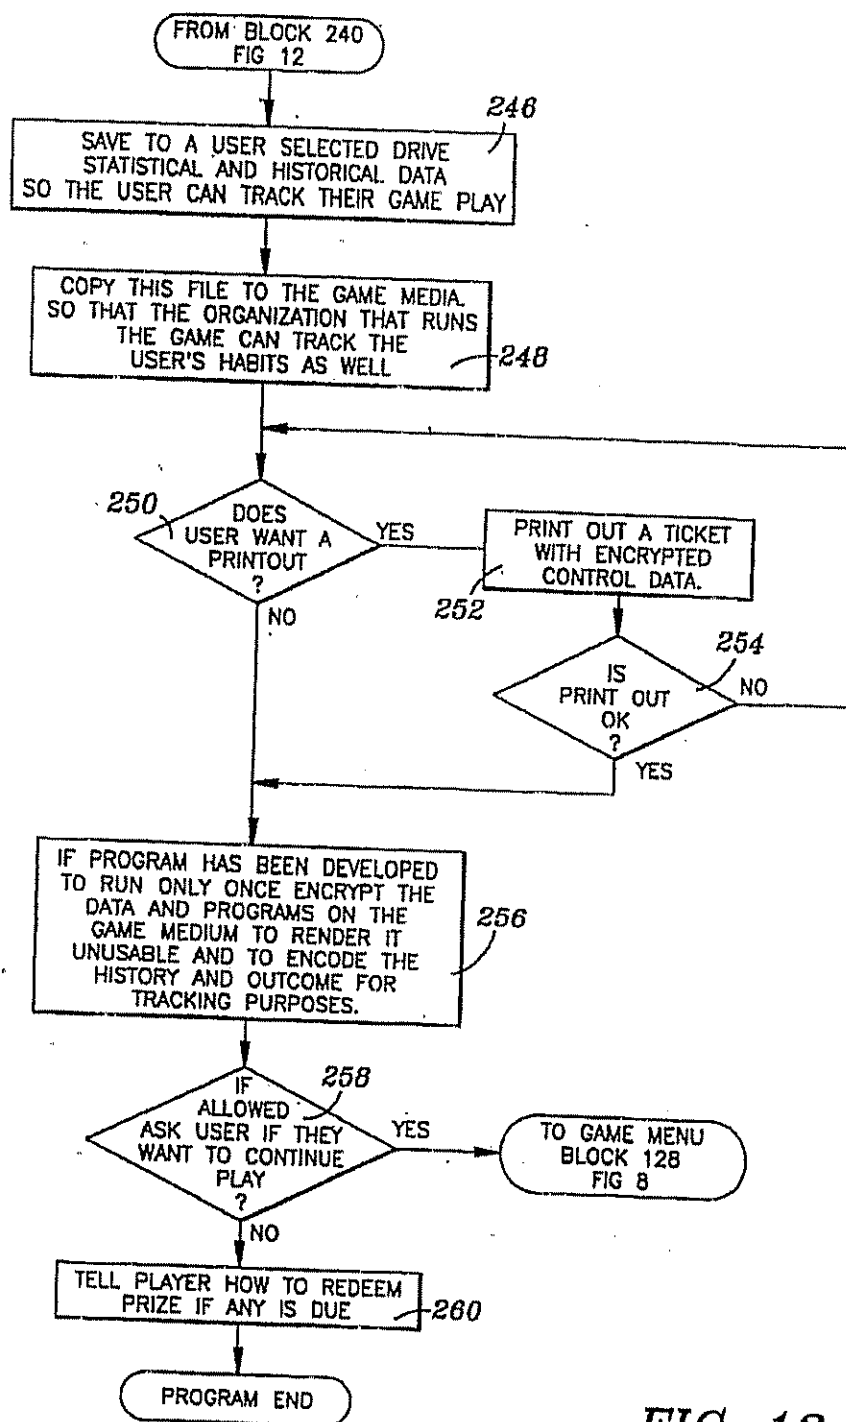 FROM BLOCK 240
FIG 12
246
SAVE TO A USER SELECTED DRIVE
STATISTICAL AND HISTORICAL DATA
SO THE USER CAN TRACK THEIR GAME PLAY
COPY THIS FILE TO THE GAME MEDIA.
SO THAT THE ORGANIZATION THAT RUNS
THE GAME CAN TRACK THE
USER'S HABITS AS WELL
248
250
DOES
USER WANT A
PRINTOUT
?
YES
NO
PRINT OUT A TICKET
WITH ENCRYPTED
CONTROL DATA.
252
254
IS
PRINT OUT
OK
?
NO
YES
IF PROGRAM HAS BEEN DEVELOPED
TO RUN ONLY ONCE ENCRYPT THE
DATA AND PROGRAMS ON THE
GAME MEDIUM TO RENDER IT
UNUSABLE AND TO ENCODE THE
HISTORY AND OUTCOME FOR
TRACKING PURPOSES.
256
258
IF
ALLOWED
ASK USER IF THEY
WANT TO CONTINUE
PLAY
?
YES
NO
TO GAME MENU
BLOCK 128
FIG 8
TELL PLAYER HOW TO REDEEM
PRIZE IF ANY IS DUE
260
PROGRAM END
FIG